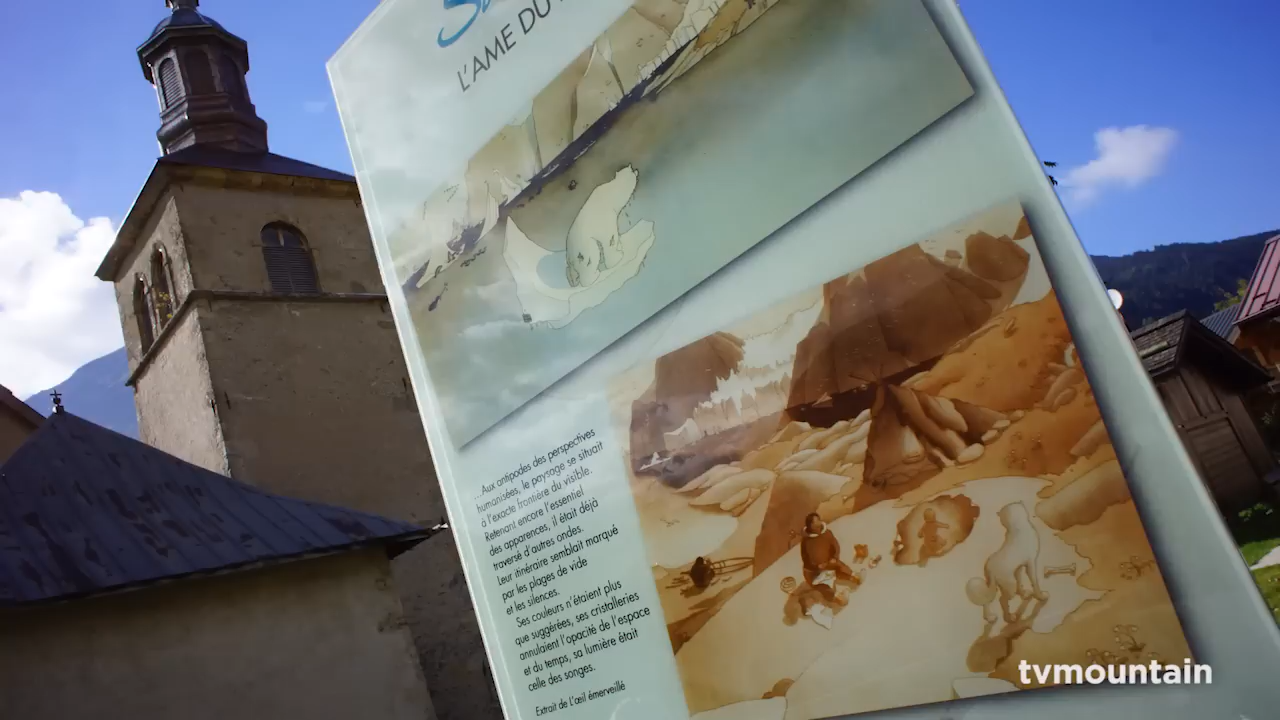 L'AME DU
...Aux antipodes des perspectives
humanisées, le paysage se situait
à l'exacte frontière du visible.
Retenant encore l'essentiel
des apparences, il était déjà
traversé d'autres ondes.
Leur itinéraire semblait marqué
par les plages de vide
et les silences.
Ses couleurs n'étaient plus
que suggérées, ses cristalleries
annulaient l'opacité de l'espace
et du temps, sa lumière était
celle des songes.
Extrait de L'œil émerveillé
tvmountain